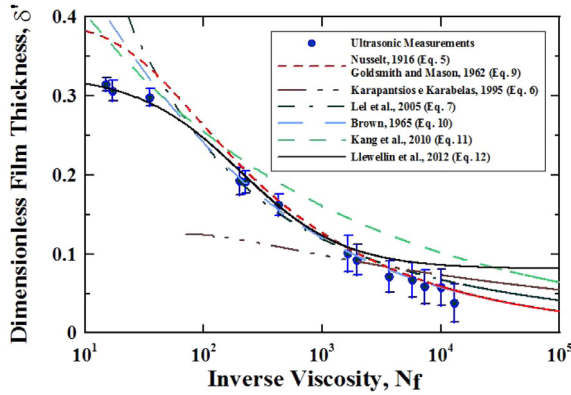 Dimensionless Film Thickness, δ'
0.4
0.3
0.2
0.1
0
Ultrasonic Measurements
Nusselt, 1916 (Eq. 5)
Goldsmith and Mason, 1962 (Eq. 9)
Karapantsios e Karabelas, 1995 (Eq. 6)
Lel et al., 2005 (Eq. 7)
Brown, 1965 (Eq. 10)
Kang et al., 2010 (Eq. 11)
Llewellin et al., 2012 (Eq. 12)
10¹ 10² 10³ 10⁴ 10⁵
Inverse Viscosity, Nf